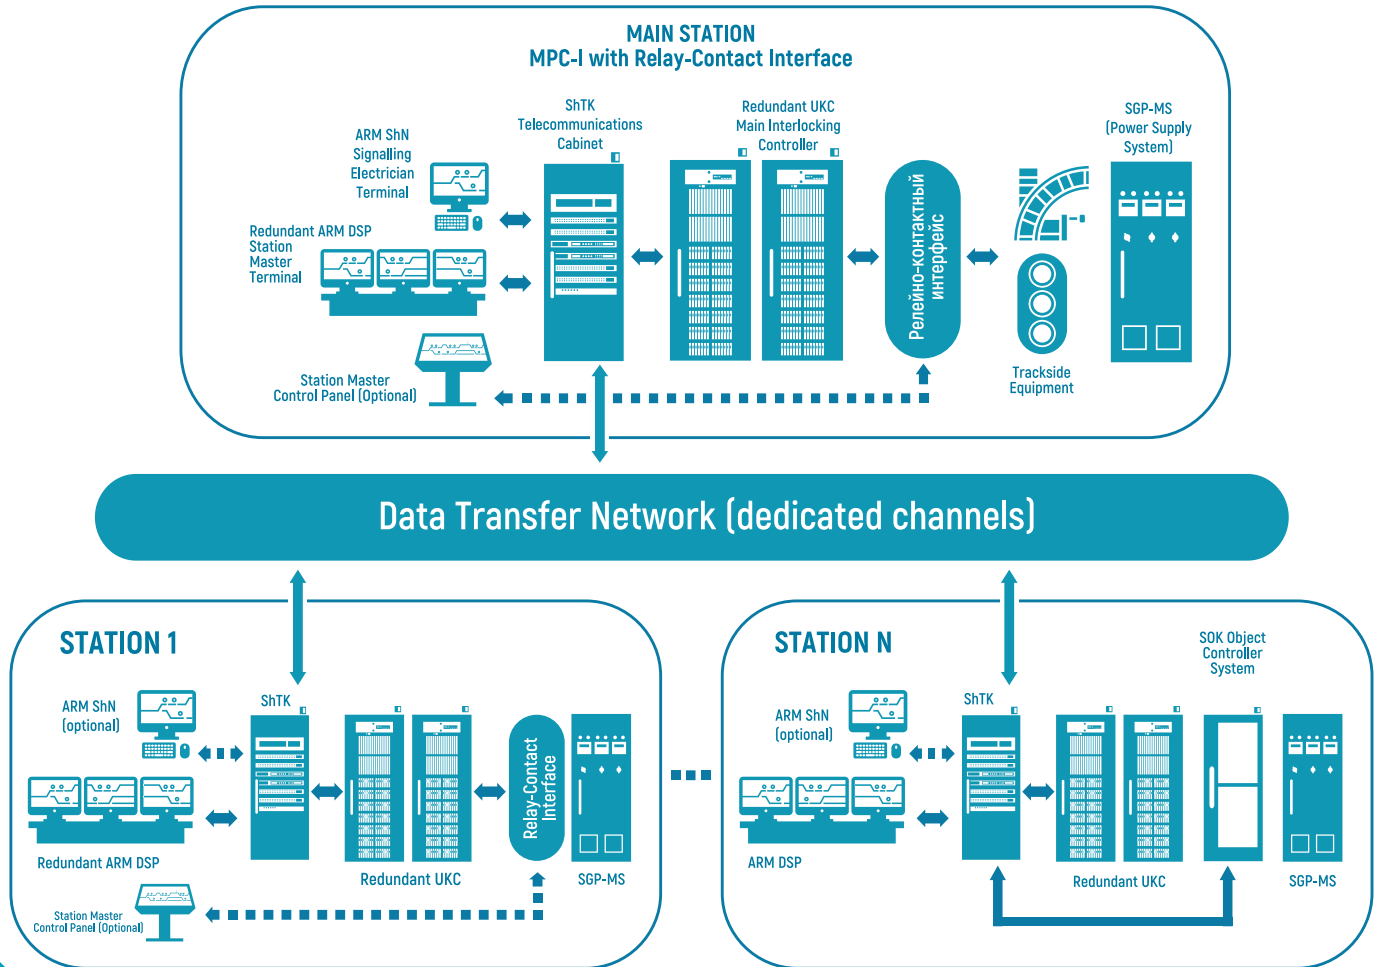 MAIN STATION
MPC-I with Relay-Contact Interface
ShTK
Telecommunications
Cabinet
Redundant UKC
Main Interlocking
Controller
SGP-MS
(Power Supply
System)
ARM ShN
Signalling
Electrician
Terminal
Redundant ARM DSP
Station
Master
Terminal
Релейно-контактный
интерфейс
Station Master
Control Panel (Optional)
Trackside
Equipment
Data Transfer Network (dedicated channels)
STATION 1
ARM ShN
(optional)
ShTK
Relay-Contact
Interface
Redundant ARM DSP
Redundant UKC
SGP-MS
Station Master
Control Panel (Optional)
STATION N
SOK Object
Controller
System
ARM ShN
(optional)
ShTK
ARM DSP
Redundant UKC
SGP-MS